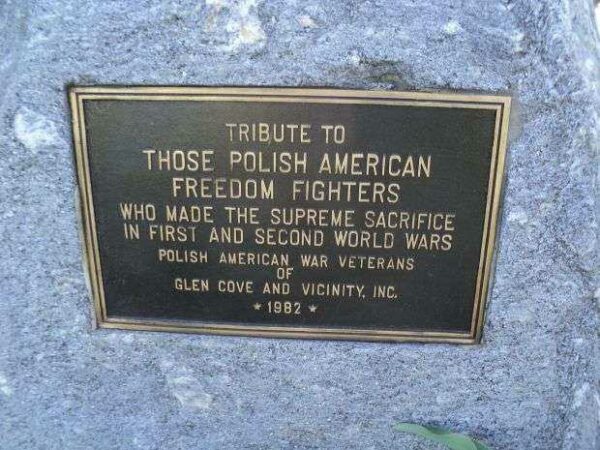 TRIBUTE TO
THOSE POLISH AMERICAN
FREEDOM FIGHTERS
WHO MADE THE SUPREME SACRIFICE
IN FIRST AND SECOND WORLD WARS
POLISH AMERICAN WAR VETERANS
OF
GLEN COVE AND VICINITY, INC.
★ 1982 ★